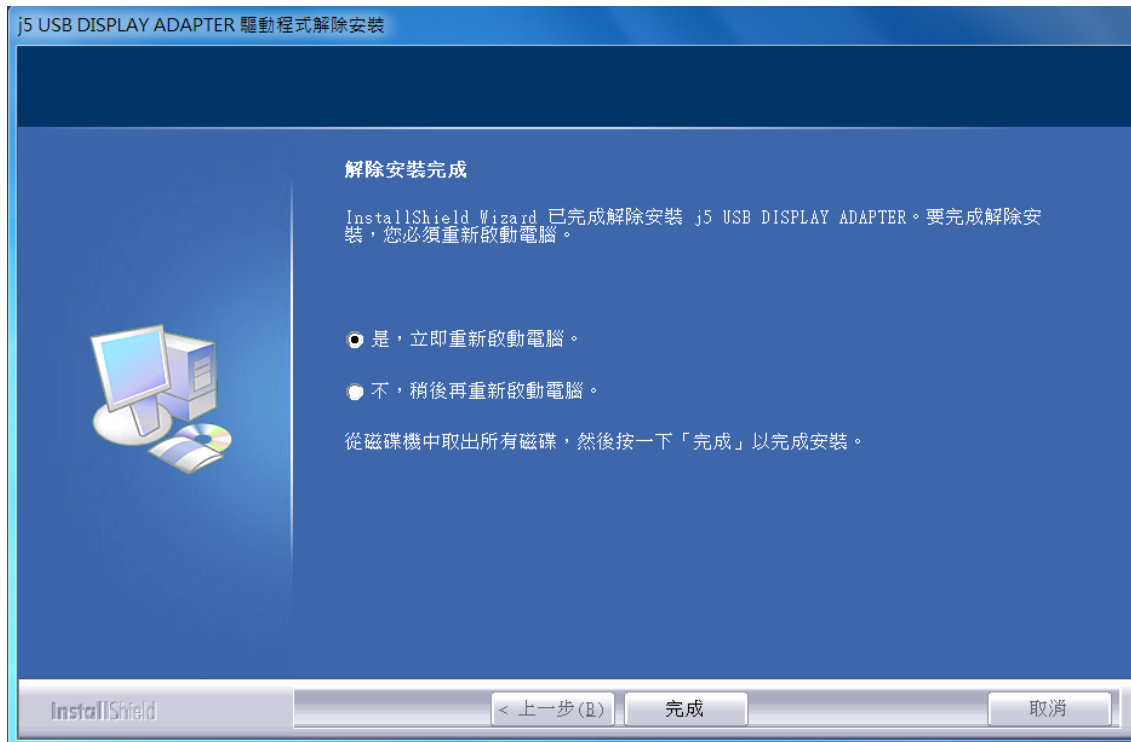 j5 USB DISPLAY ADAPTER 驅動程式解除安裝
解除安裝完成
InstallShield Wizard 已完成解除安裝 j5 USB DISPLAY ADAPTER。要完成解除安
裝，您必須重新啟動電腦。
是，立即重新啟動電腦。
不，稍後再重新啟動電腦。
從磁碟機中取出所有磁碟，然後按一下「完成」以完成安裝。
InstallShield
< 上一步(B)
完成
取消